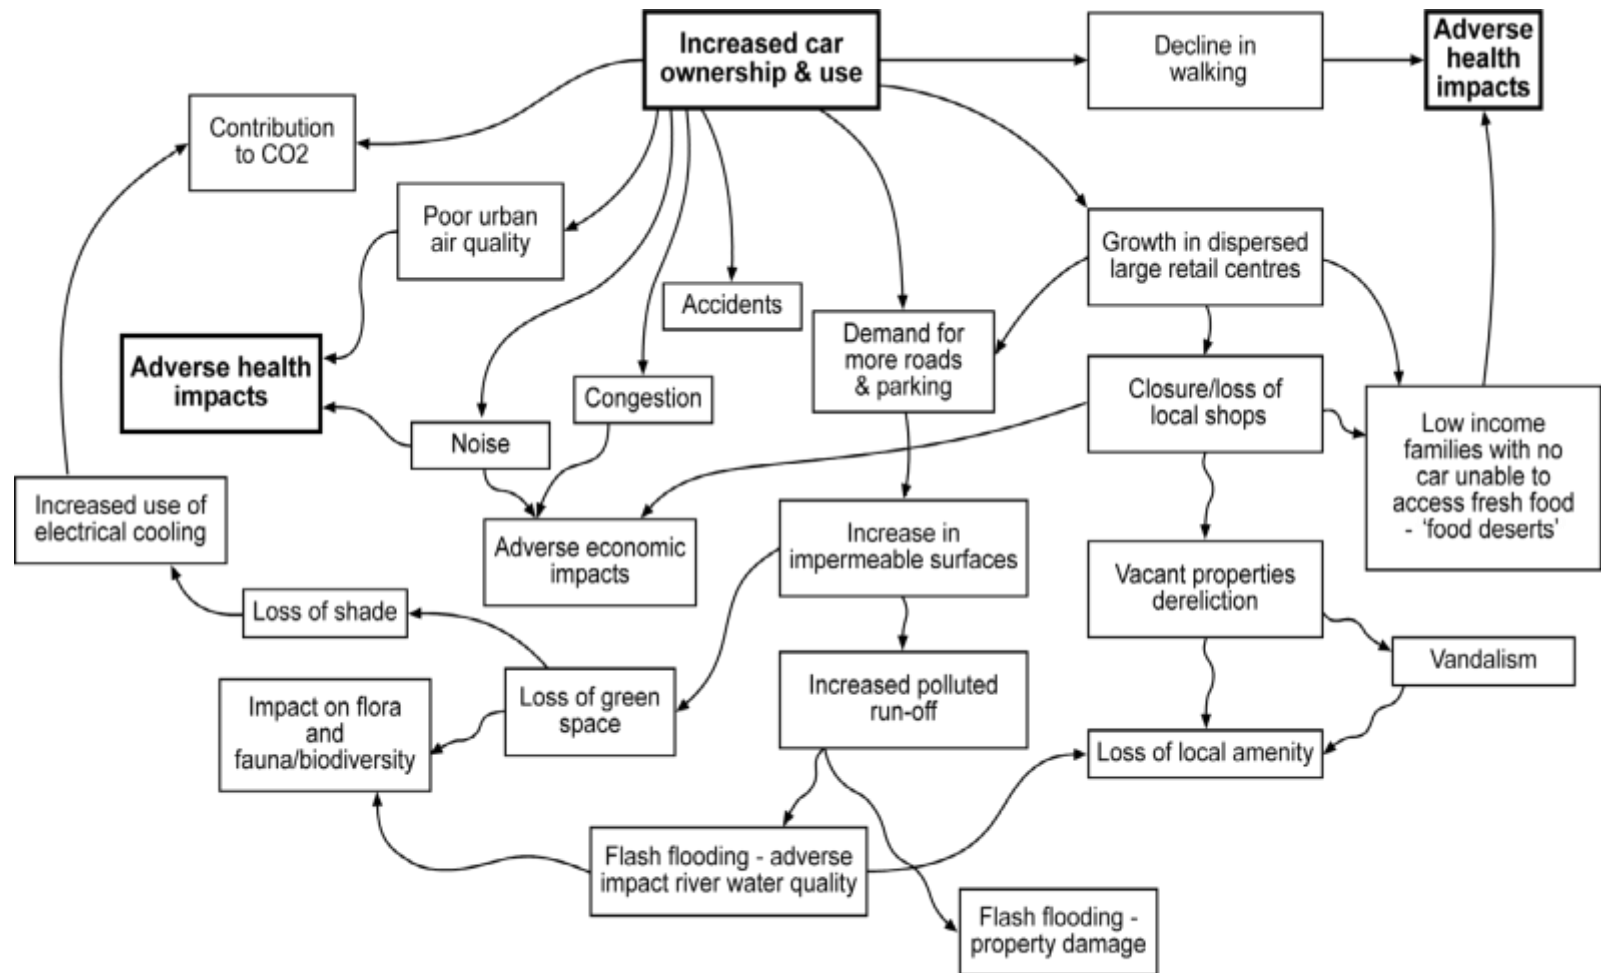 Increased car
ownership & use
Decline in
walking
Adverse
health
impacts
Contribution
to CO2
Poor urban
air quality
Growth in dispersed
large retail centres
Accidents
Demand for
more roads
& parking
Adverse health
impacts
Congestion
Closure/loss of
local shops
Noise
Low income
families with no
car unable to
access fresh food
- ‘food deserts’
Increased use of
electrical cooling
Adverse economic
impacts
Increase in
impermeable surfaces
Vacant properties
dereliction
Loss of shade
Vandalism
Impact on flora
and
fauna/biodiversity
Loss of green
space
Increased polluted
run-off
Loss of local amenity
Flash flooding - adverse
impact river water quality
Flash flooding -
property damage